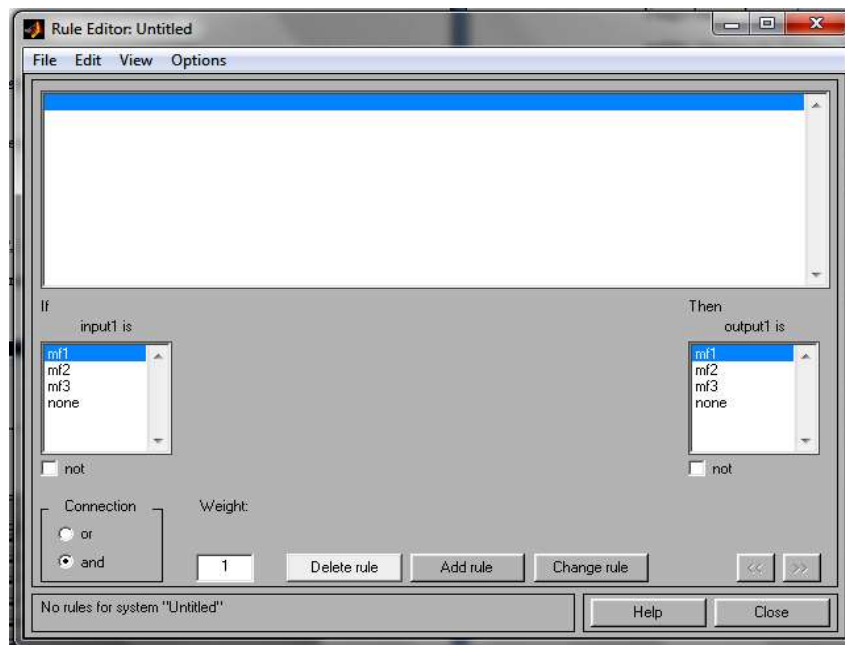 Rule Editor: Untitled
File Edit View Options
If
Then
input1 is
output1 is
mf1
mf2
mf3
none
mf1
mf2
mf3
none
not
not
Connection
or
and
Weight:
1
Delete rule
Add rule
Change rule
<<
>>
No rules for system "Untitled"
Help
Close